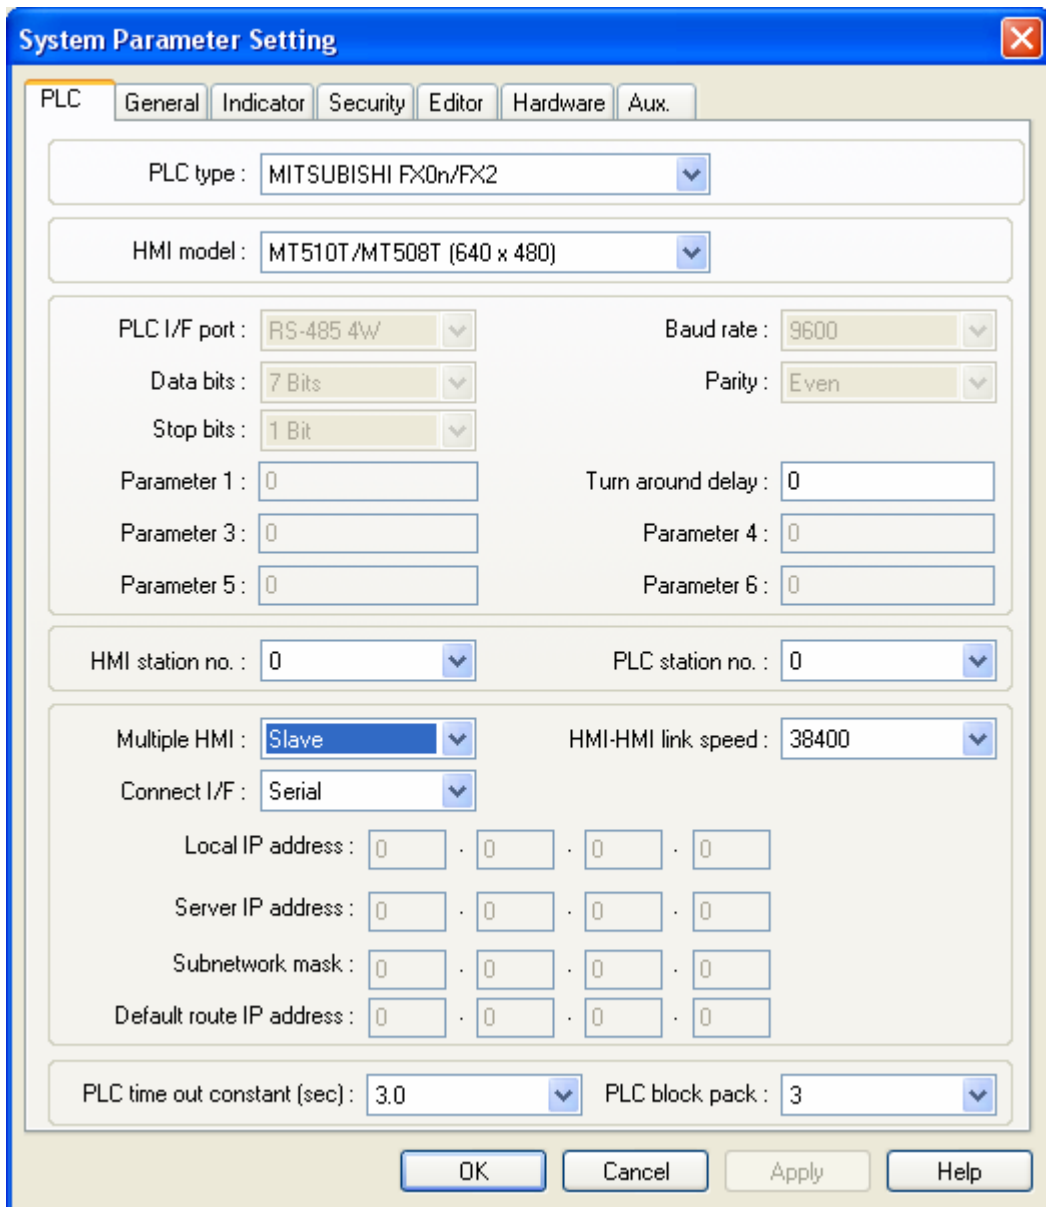 System Parameter Setting
PLC General Indicator Security Editor Hardware Aux.
PLC type : MITSUBISHI FX0n/FX2
HMI model : MT510T/MT508T (640 x 480)
PLC I/F port : RS-485 4W Baud rate : 9600
Data bits : 7 Bits Parity : Even
Stop bits : 1 Bit
Parameter 1 : 0 Turn around delay : 0
Parameter 3 : 0 Parameter 4 : 0
Parameter 5 : 0 Parameter 6 : 0
HMI station no. : 0 PLC station no. : 0
Multiple HMI : Slave HMI-HMI link speed : 38400
Connect I/F : Serial
Local IP address : 0 . 0 . 0 . 0
Server IP address : 0 . 0 . 0 . 0
Subnetwork mask : 0 . 0 . 0 . 0
Default route IP address : 0 . 0 . 0 . 0
PLC time out constant (sec) : 3.0 PLC block pack : 3
OK Cancel Apply Help